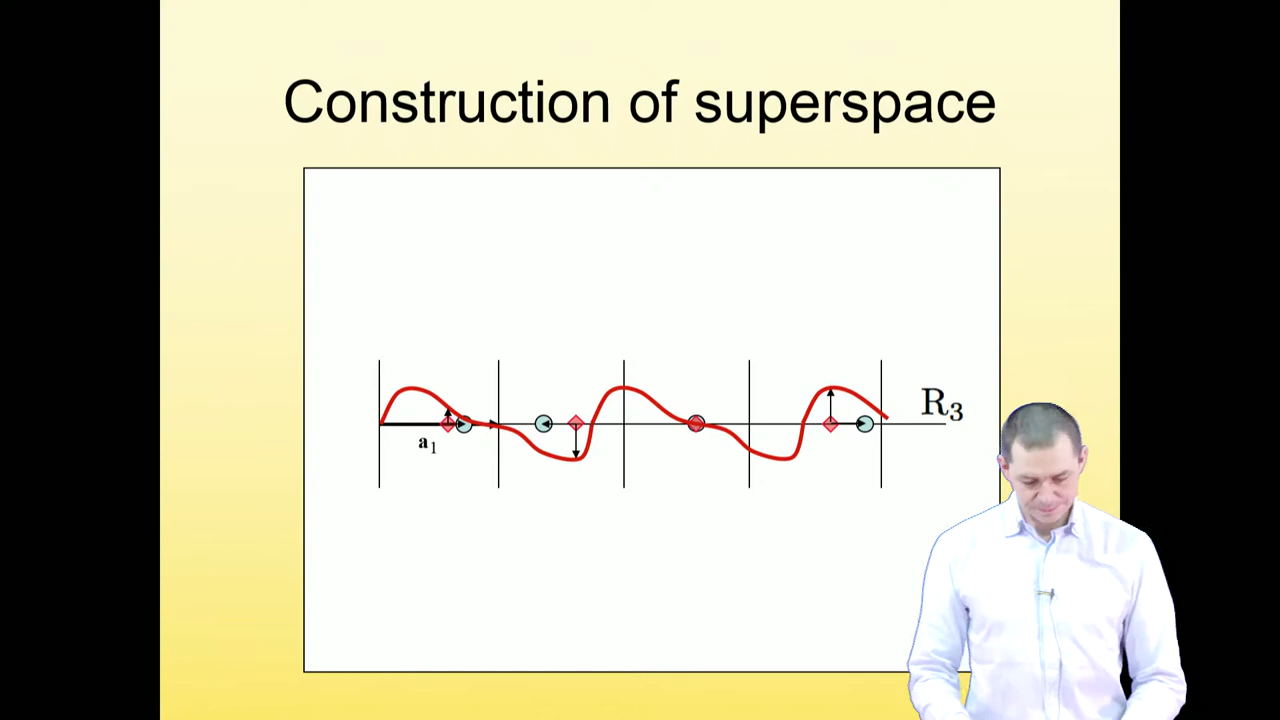 Construction of superspace
R₃
a₁